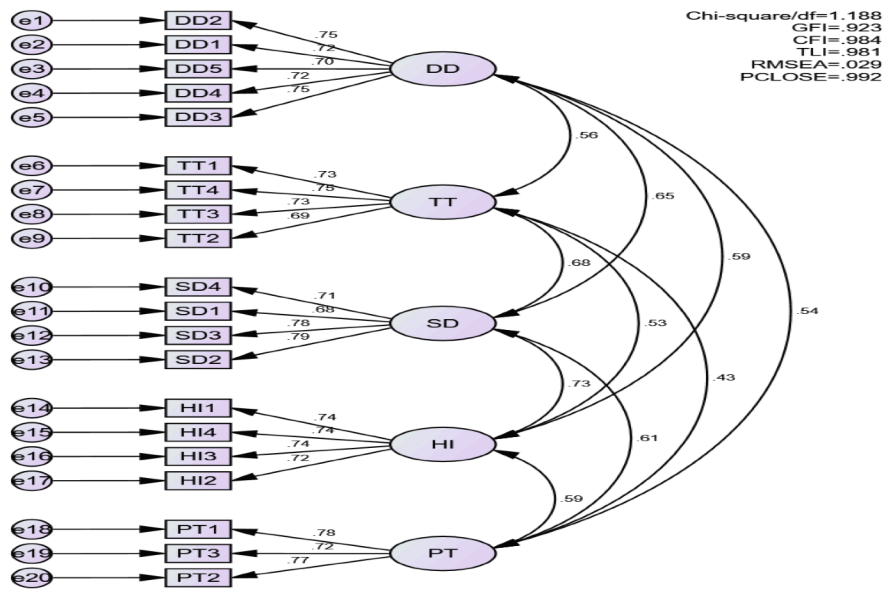 Chi-square/df=1.188
GFI=.923
CFI=.984
TLI=.981
RMSEA=.029
PCLOSE=.992
e1 DD2 .75
e2 DD1 .72
e3 DD5 .70 DD
e4 DD4 .72
e5 DD3 .75
.56
e6 TT1 .73
e7 TT4 .75
.65
e8 TT3 .73 TT
e9 TT2 .69
.59
.68
e10 SD4 .71
e11 SD1 .68
.54
e12 SD3 .78 SD
.53
e13 SD2 .79
.43
.73
e14 HI1 .74
e15 HI4 .74
.61
e16 HI3 .74 HI
e17 HI2 .72
.59
e18 PT1 .78
e19 PT3 .72 PT
e20 PT2 .77